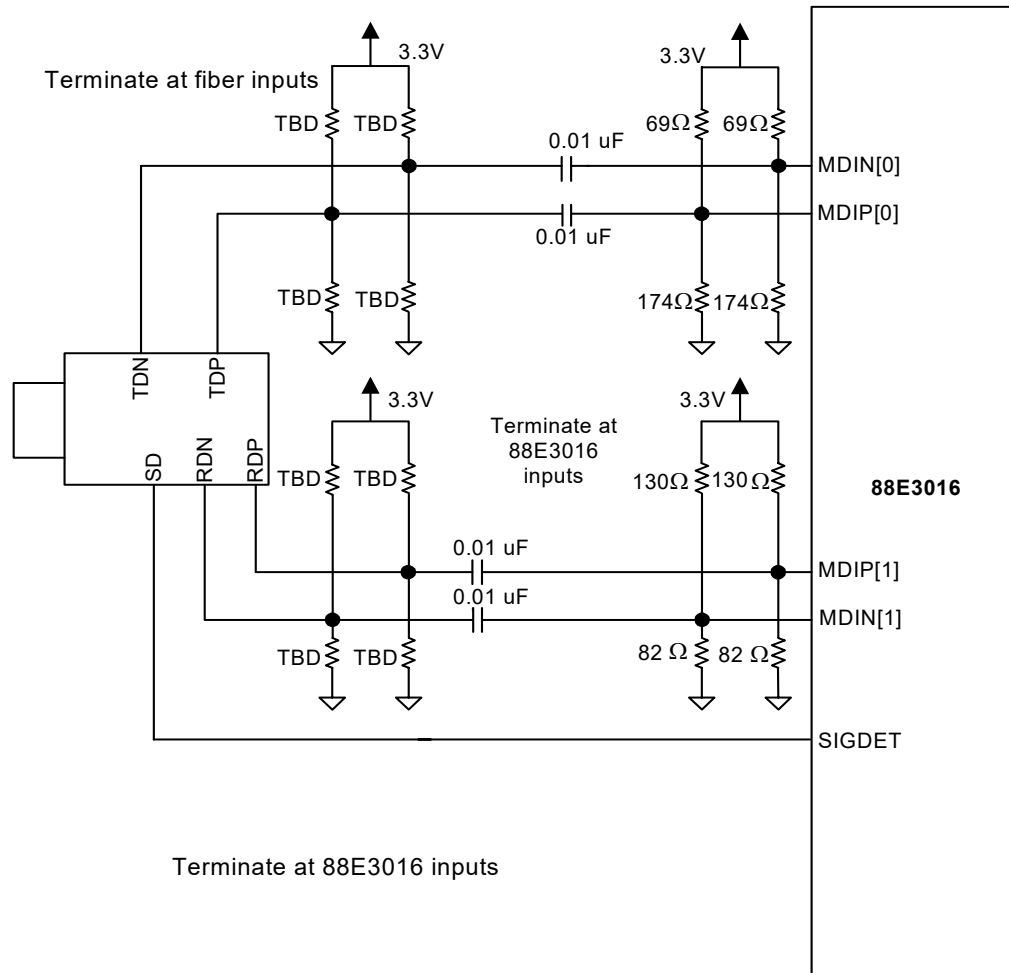 3.3V
3.3V
Terminate at fiber inputs
TBD
TBD
69Ω
69Ω
0.01 uF
MDIN[0]
MDIP[0]
0.01 uF
TBD
TBD
174Ω
174Ω
TDN
TDP
SD
RDN
RDP
3.3V
3.3V
Terminate at
88E3016
inputs
TBD
TBD
130Ω
130 Ω
88E3016
0.01 uF
MDIP[1]
0.01 uF
MDIN[1]
TBD
TBD
82 Ω
82 Ω
SIGDET
Terminate at 88E3016 inputs